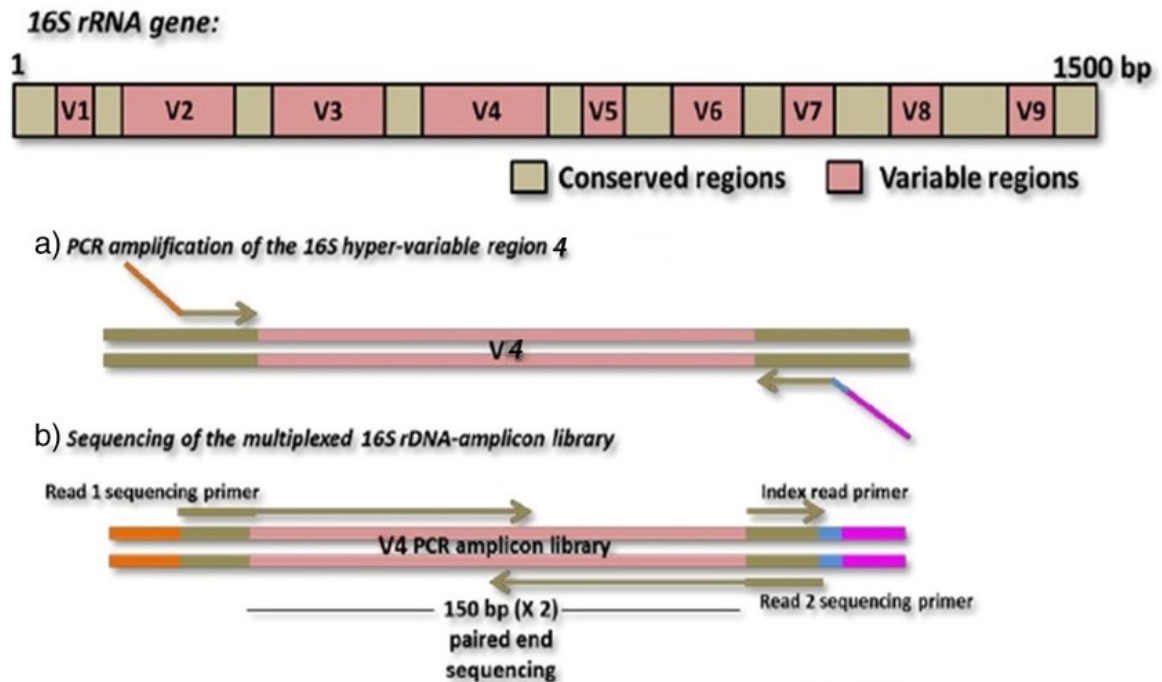 16S rRNA gene:
1 1500 bp
V1 V2 V3 V4 V5 V6 V7 V8 V9
Conserved regions Variable regions
a) PCR amplification of the 16S hyper-variable region 4
V4
b) Sequencing of the multiplexed 16S rDNA-amplicon library
Read 1 sequencing primer Index read primer
V4 PCR amplicon library
Read 2 sequencing primer
150 bp (X 2)
paired end
sequencing